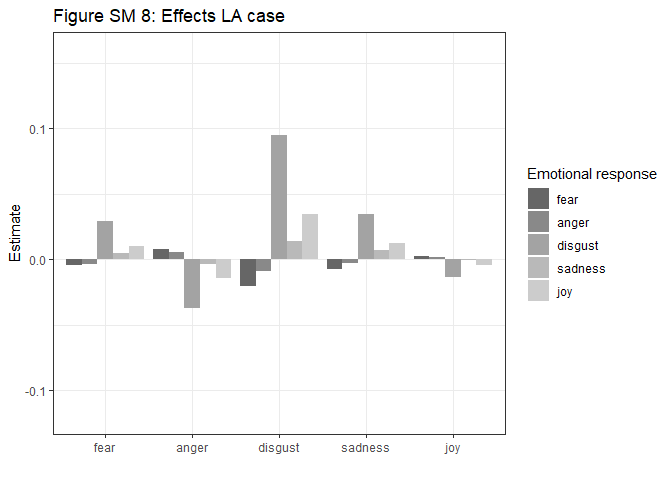 Figure SM 8: Effects LA case
Estimate
0.1
0.0
-0.1
fear
anger
disgust
sadness
joy
Emotional response
fear
anger
disgust
sadness
joy